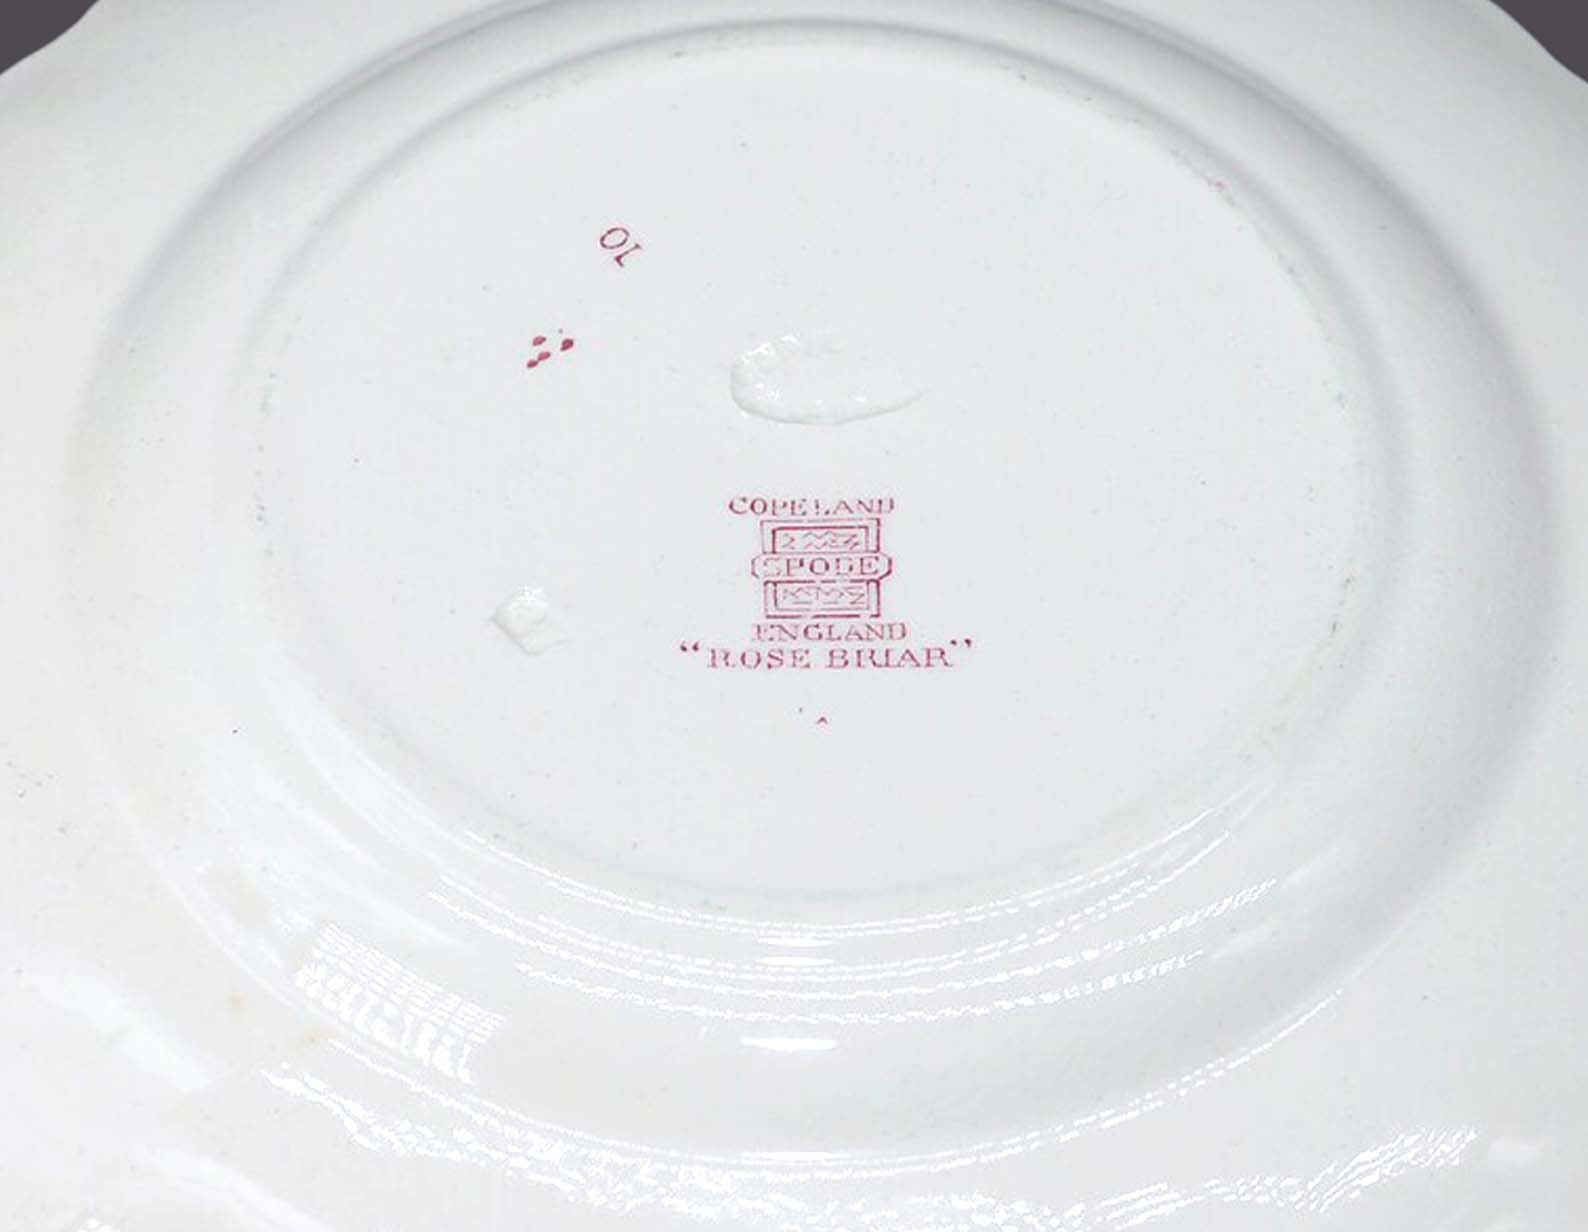 10
COPELAND
SPODE
ENGLAND
"ROSE BRIAR"